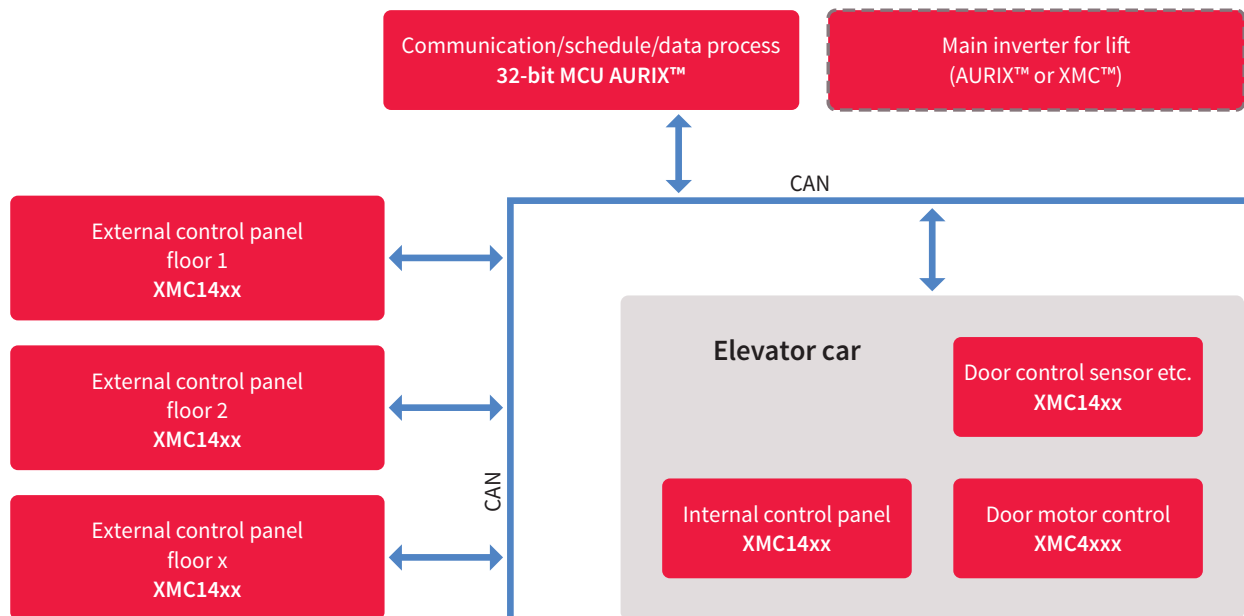 Communication/schedule/data process
32-bit MCU AURIX™
Main inverter for lift
(AURIX™ or XMC™)
CAN
External control panel
floor 1
XMC14xx
External control panel
floor 2
XMC14xx
CAN
External control panel
floor x
XMC14xx
Elevator car
Door control sensor etc.
XMC14xx
Internal control panel
XMC14xx
Door motor control
XMC4xxx